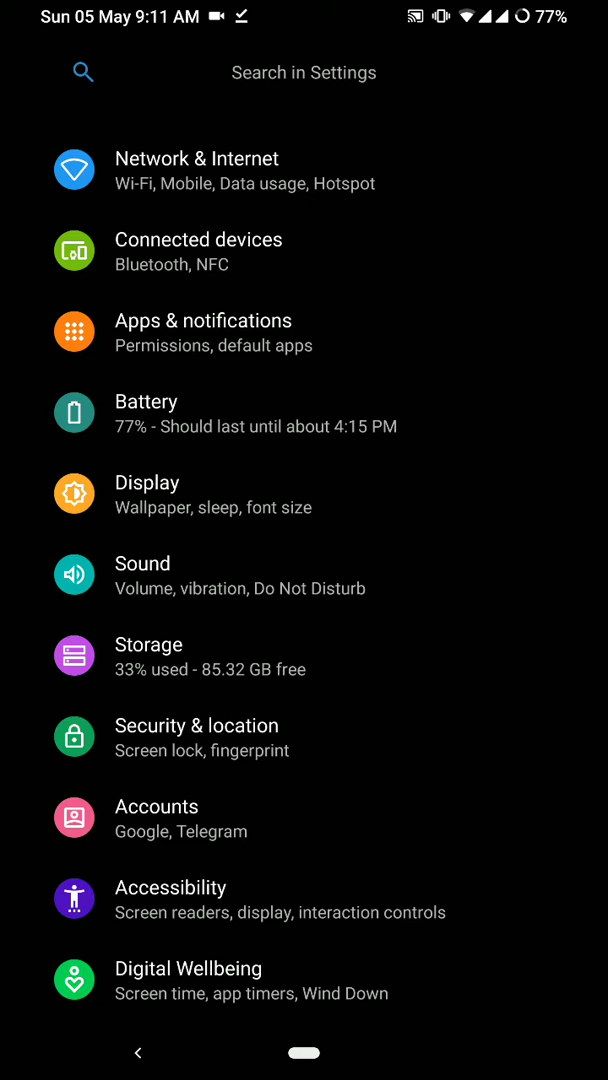 Sun 05 May 9:11 AM 77%
Search in Settings
Network & Internet
Wi-Fi, Mobile, Data usage, Hotspot
Connected devices
Bluetooth, NFC
Apps & notifications
Permissions, default apps
Battery
77% - Should last until about 4:15 PM
Display
Wallpaper, sleep, font size
Sound
Volume, vibration, Do Not Disturb
Storage
33% used - 85.32 GB free
Security & location
Screen lock, fingerprint
Accounts
Google, Telegram
Accessibility
Screen readers, display, interaction controls
Digital Wellbeing
Screen time, app timers, Wind Down